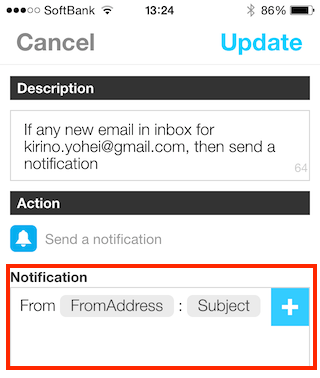 SoftBank 13:24 86%
Cancel Update
Description
If any new email in inbox for
kirino.yohei@gmail.com, then send a
notification
64
Action
Send a notification
Notification
From FromAddress : Subject +